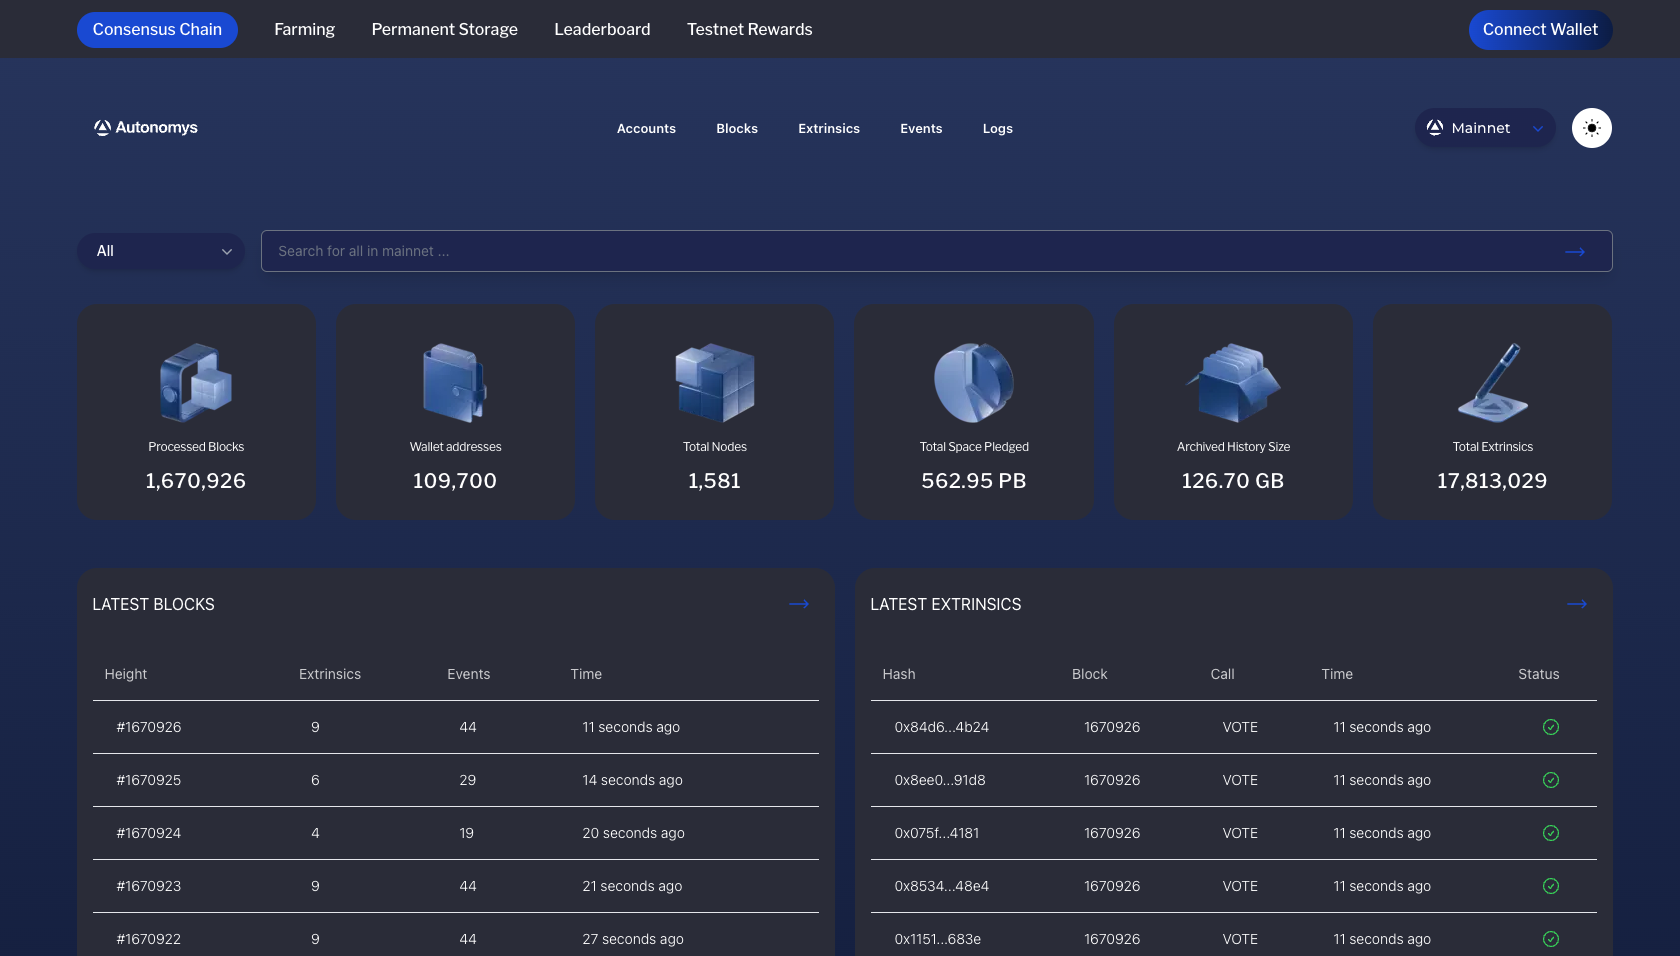 Consensus Chain Farming Permanent Storage Leaderboard Testnet Rewards Connect Wallet
Autonomys Accounts Blocks Extrinsics Events Logs Mainnet
All Search for all in mainnet ...
Processed Blocks
1,670,926
Wallet addresses
109,700
Total Nodes
1,581
Total Space Pledged
562.95 PB
Archived History Size
126.70 GB
Total Extrinsics
17,813,029
LATEST BLOCKS
Height Extrinsics Events Time
#1670926 9 44 11 seconds ago
#1670925 6 29 14 seconds ago
#1670924 4 19 20 seconds ago
#1670923 9 44 21 seconds ago
#1670922 9 44 27 seconds ago
LATEST EXTRINSICS
Hash Block Call Time Status
0x84d6...4b24 1670926 VOTE 11 seconds ago
0x8ee0...91d8 1670926 VOTE 11 seconds ago
0x075f...4181 1670926 VOTE 11 seconds ago
0x8534...48e4 1670926 VOTE 11 seconds ago
0x1151...683e 1670926 VOTE 11 seconds ago